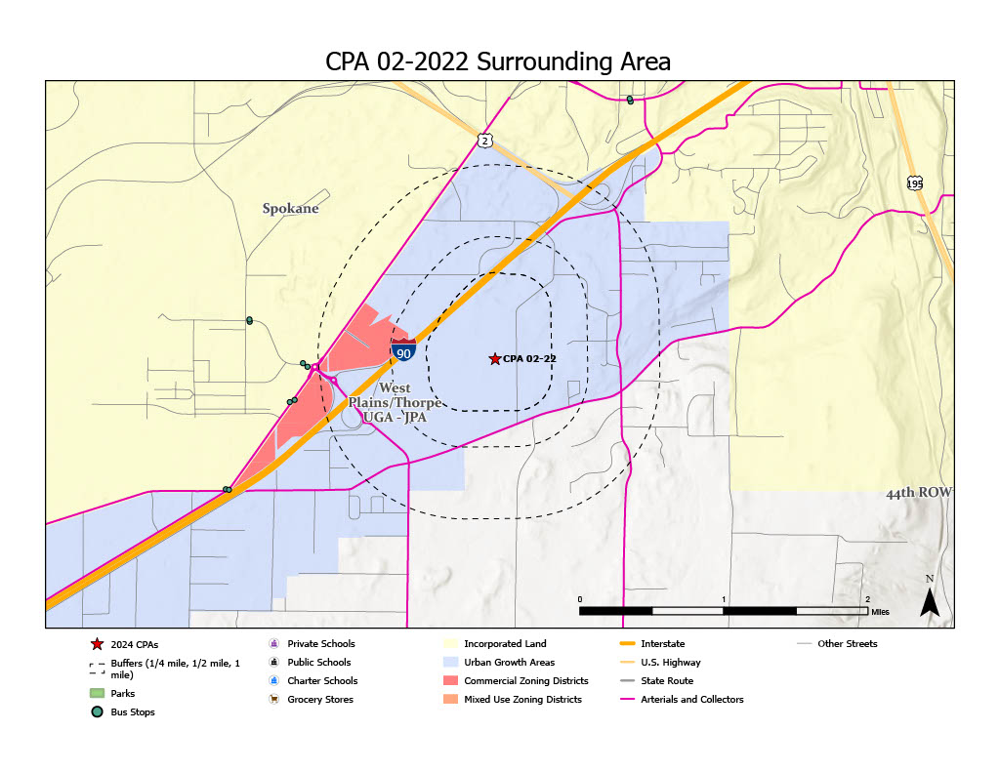 CPA 02-2022 Surrounding Area
2
195
Spokane
90
CPA 02-22
West
Plains/Thorpe
UGA - JPA
44th ROW
N
0
1
2
Miles
2024 CPAs
Buffers (1/4 mile, 1/2 mile, 1
mile)
Parks
Bus Stops
Private Schools
Public Schools
Charter Schools
Grocery Stores
Incorporated Land
Urban Growth Areas
Commercial Zoning Districts
Mixed Use Zoning Districts
Interstate
U.S. Highway
State Route
Arterials and Collectors
Other Streets